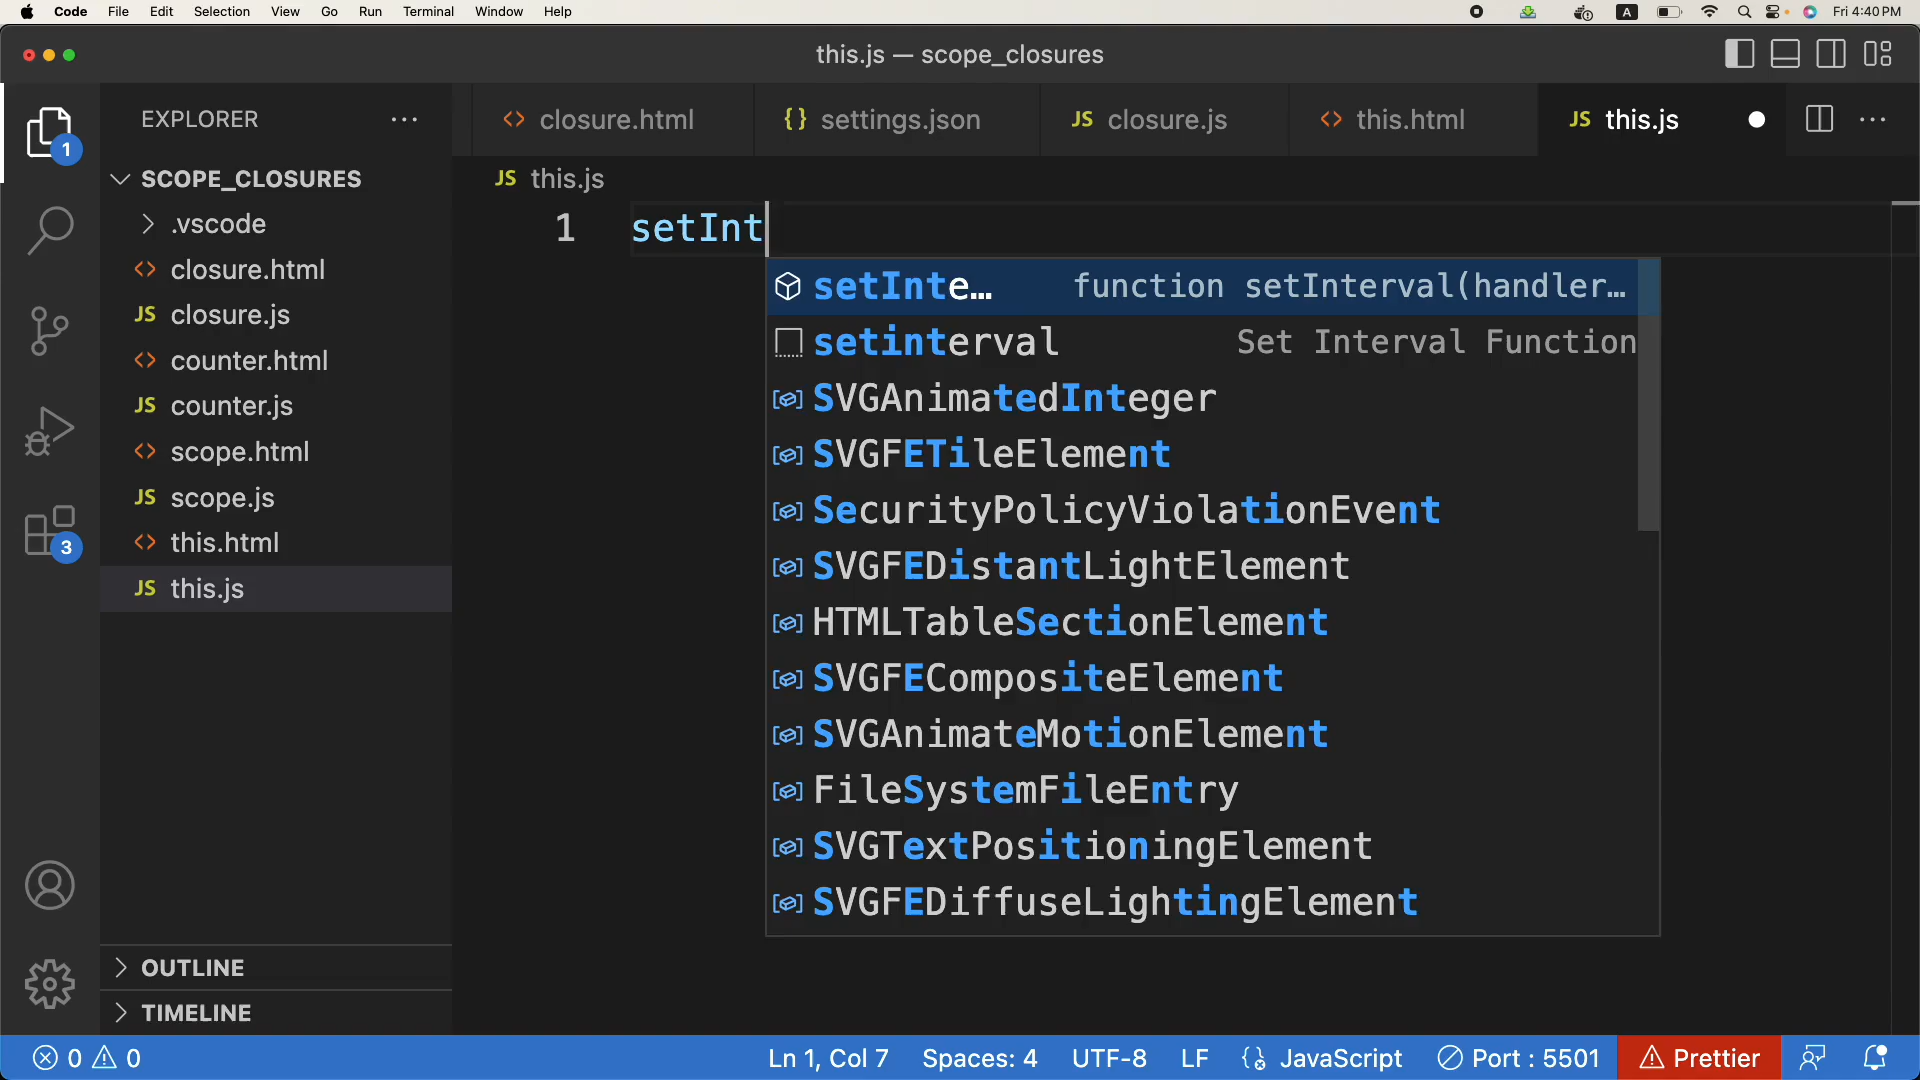 Code File Edit Selection View Go Run Terminal Window Help A Fri 4:40 PM
this.js — scope_closures
EXPLORER ···
closure.html {} settings.json JS closure.js this.html JS this.js ···
1
SCOPE_CLOSURES
.vscode
closure.html
JS closure.js
counter.html
JS counter.js
scope.html
JS scope.js
this.html
JS this.js
3
OUTLINE
TIMELINE
JS this.js
1 setInt
setInte… function setInterval(handler…
setinterval Set Interval Function
SVGAnimatedInteger
SVGFETileElement
SecurityPolicyViolationEvent
SVGFEDistantLightElement
HTMLTableSectionElement
SVGFECompositeElement
SVGAnimateMotionElement
FileSystemFileEntry
SVGTextPositioningElement
SVGFEDiffuseLightingElement
0 0 Ln 1, Col 7 Spaces: 4 UTF-8 LF JavaScript Port : 5501 Prettier